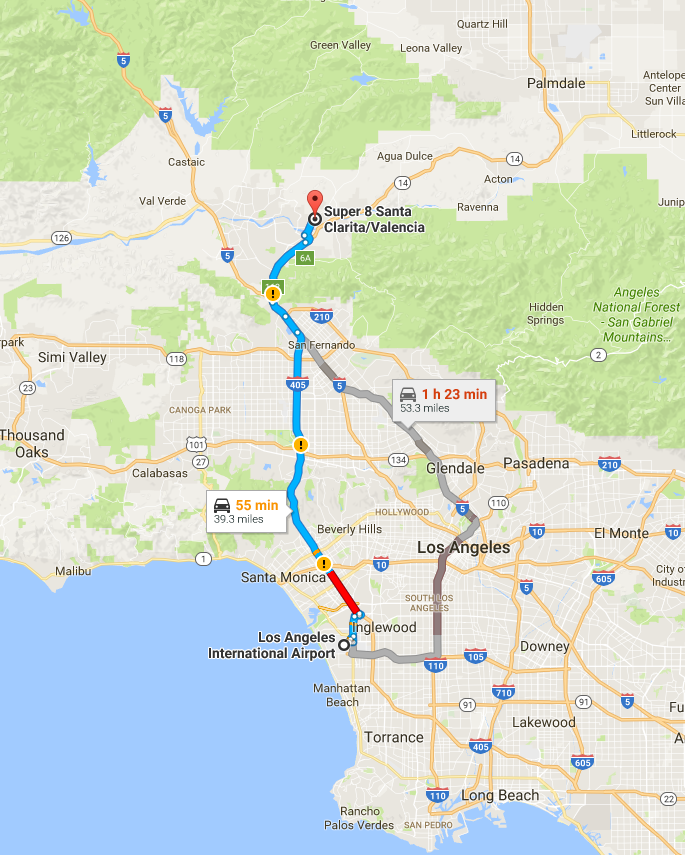 Quartz Hill
Green Valley
Leona Valley
5
Palmdale
Antelope
Center
Sun Villa
5
Littlerock
Castaic
Agua Dulce
14
Acton
14
Val Verde
Super 8 Santa
Clarita/Valencia
Ravenna
Junip
126
5
6A
Angeles
National Forest
- San Gabriel
Mountains...
Hidden
Springs
210
park
San Fernando
Simi Valley
118
2
405
5
23
1 h 23 min
53.3 miles
CANOGA PARK
Thousand
Oaks
101
27
134
Glendale
Pasadena
210
Calabasas
55 min
39.3 miles
HOLLYWOOD
110
5
Beverly Hills
10
10
El Monte
Los Angeles
1
10
Malibu
Santa Monica
605
City of
Indust
5
SOUTH LOS
ANGELES
Inglewood
Los Angeles
International Airport
Downey
105
110
Manhattan
Beach
710
91
91
5
Fu
Lakewood
Torrance
405
A
605
Long Beach
110
22
Rancho
Palos Verdes
SAN PEDRO